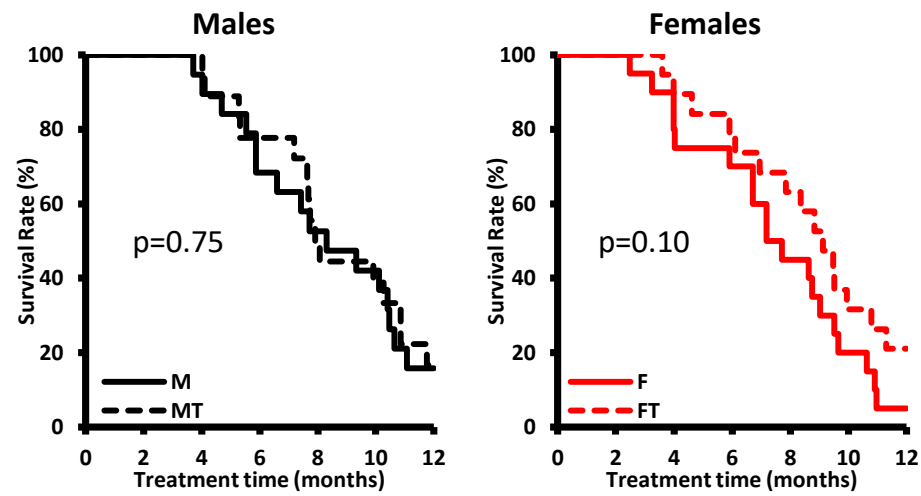 Males
Survival Rate (%)
100
80
60
40
20
0
p=0.75
M
MT
0 2 4 6 8 10 12
Treatment time (months)
Females
Survival Rate (%)
100
80
60
40
20
0
p=0.10
F
FT
0 2 4 6 8 10 12
Treatment time (months)